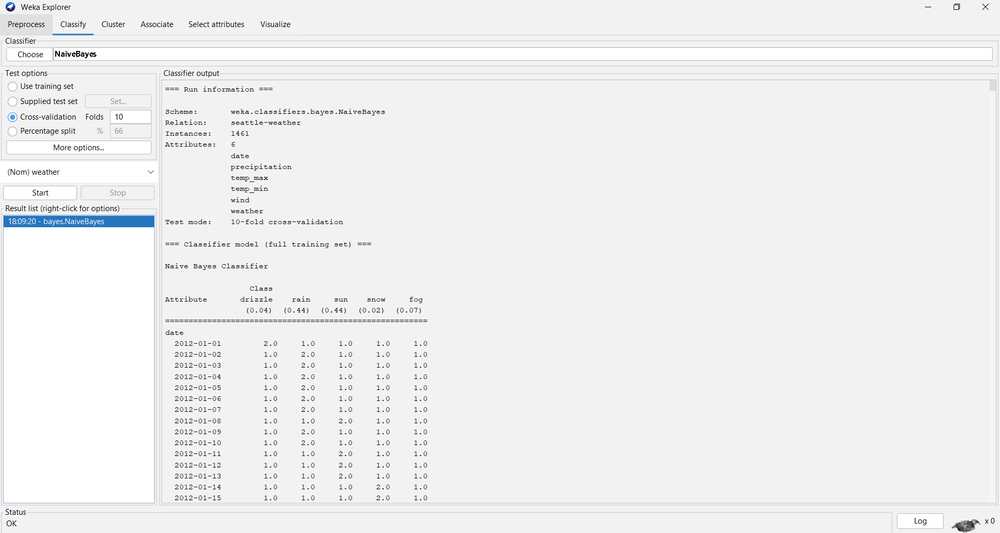 Weka Explorer
Preprocess Classify Cluster Associate Select attributes Visualize
Classifier
Choose NaiveBayes
Test options
Use training set
Supplied test set Set...
Cross-validation Folds 10
Percentage split % 66
More options...
(Nom) weather
Start Stop
Result list (right-click for options)
18:09:20 - bayes.NaiveBayes
Classifier output
=== Run information ===
Scheme: weka.classifiers.bayes.NaiveBayes
Relation: seattle-weather
Instances: 1461
Attributes: 6
date
precipitation
temp_max
temp_min
wind
weather
Test mode: 10-fold cross-validation
=== Classifier model (full training set) ===
Naive Bayes Classifier
Class
Attribute drizzle rain sun snow fog
(0.04) (0.44) (0.44) (0.02) (0.07)
========================================================
date
2012-01-01 2.0 1.0 1.0 1.0 1.0
2012-01-02 1.0 2.0 1.0 1.0 1.0
2012-01-03 1.0 2.0 1.0 1.0 1.0
2012-01-04 1.0 2.0 1.0 1.0 1.0
2012-01-05 1.0 2.0 1.0 1.0 1.0
2012-01-06 1.0 2.0 1.0 1.0 1.0
2012-01-07 1.0 2.0 1.0 1.0 1.0
2012-01-08 1.0 1.0 2.0 1.0 1.0
2012-01-09 1.0 2.0 1.0 1.0 1.0
2012-01-10 1.0 2.0 1.0 1.0 1.0
2012-01-11 1.0 1.0 2.0 1.0 1.0
2012-01-12 1.0 1.0 2.0 1.0 1.0
2012-01-13 1.0 1.0 2.0 1.0 1.0
2012-01-14 1.0 1.0 1.0 2.0 1.0
2012-01-15 1.0 1.0 1.0 2.0 1.0
Status
OK
Log x 0